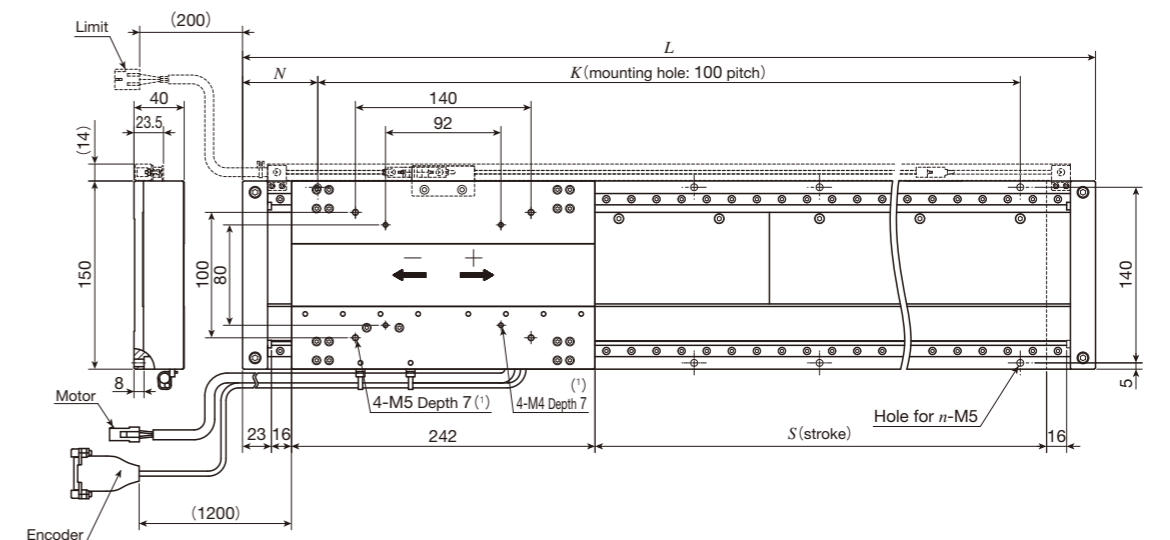 (200)
Limit
L
N
K(mounting hole: 100 pitch)
40
140
23.5
92
(14)
150
100
80
− +
140
8
5
Motor
4-M5 Depth 7 (1)
(1)
4-M4 Depth 7
Hole for n-M5
23
16
242
S(stroke)
16
(1200)
Encoder